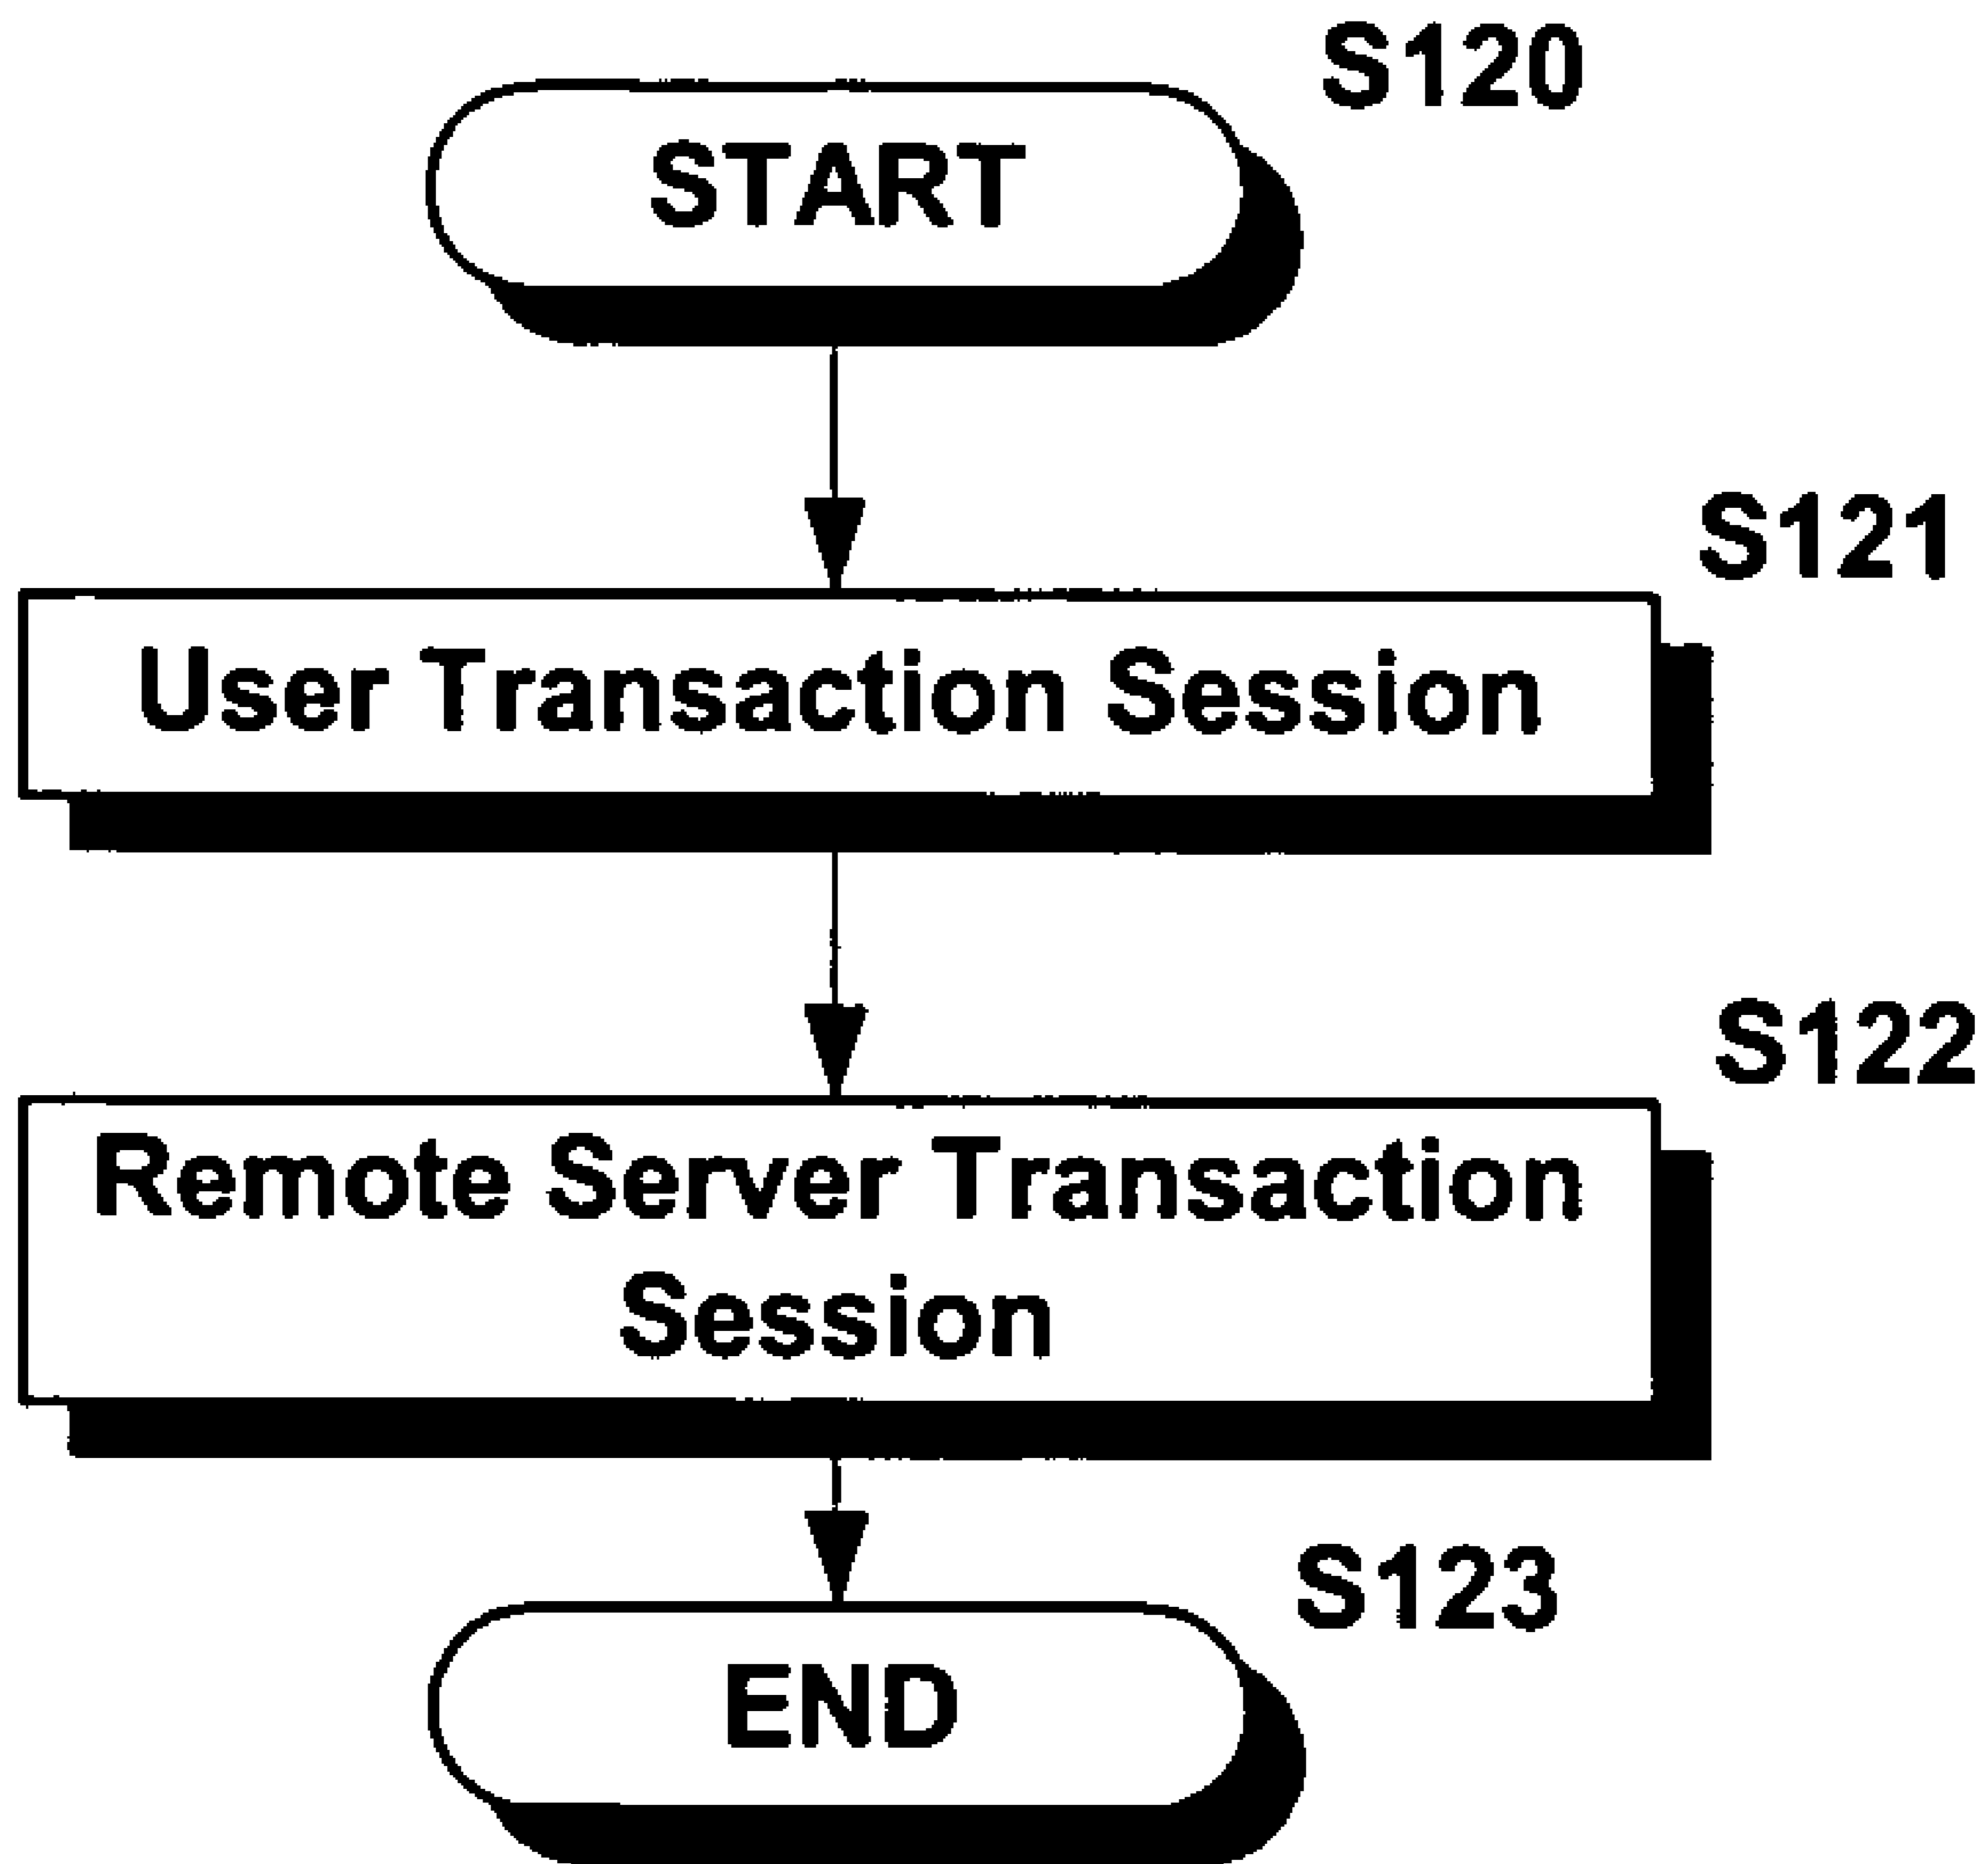 S120
START
S121
User Transaction Session
S122
Remote Server Transaction
Session
S123
END